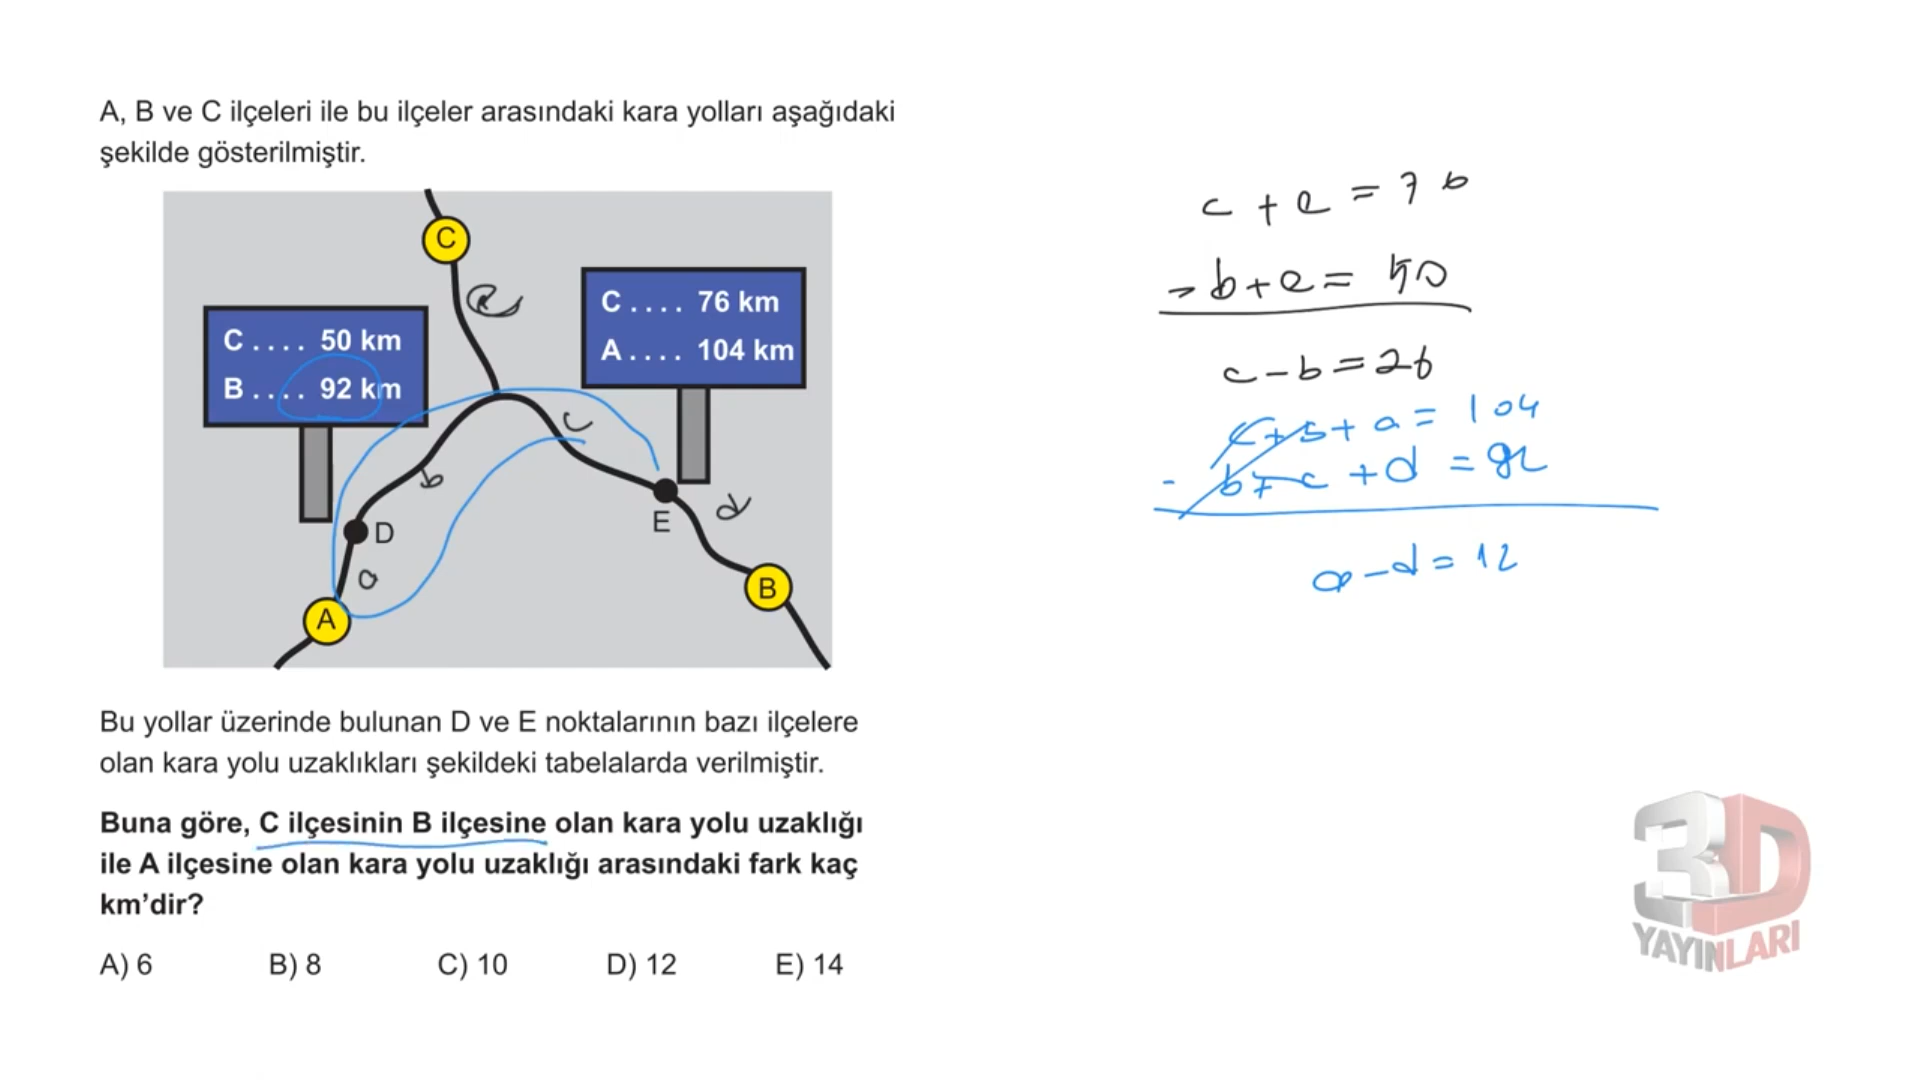 A, B ve C ilçeleri ile bu ilçeler arasındaki kara yolları aşağıdaki
şekilde gösterilmiştir.
C
e
C . . . . 50 km
B . . . . 92 km
C . . . . 76 km
A . . . . 104 km
c
b
D
a
A
E
d
B
Bu yollar üzerinde bulunan D ve E noktalarının bazı ilçelere
olan kara yolu uzaklıkları şekildeki tabelalarda verilmiştir.
Buna göre, C ilçesinin B ilçesine olan kara yolu uzaklığı
ile A ilçesine olan kara yolu uzaklığı arasındaki fark kaç
km'dir?
A) 6 B) 8 C) 10 D) 12 E) 14
c + e = 76
- b + e = 50
c - b = 26
c + b + a = 104
- b + c + d = 92
a - d = 12
3D
YAYINLARI